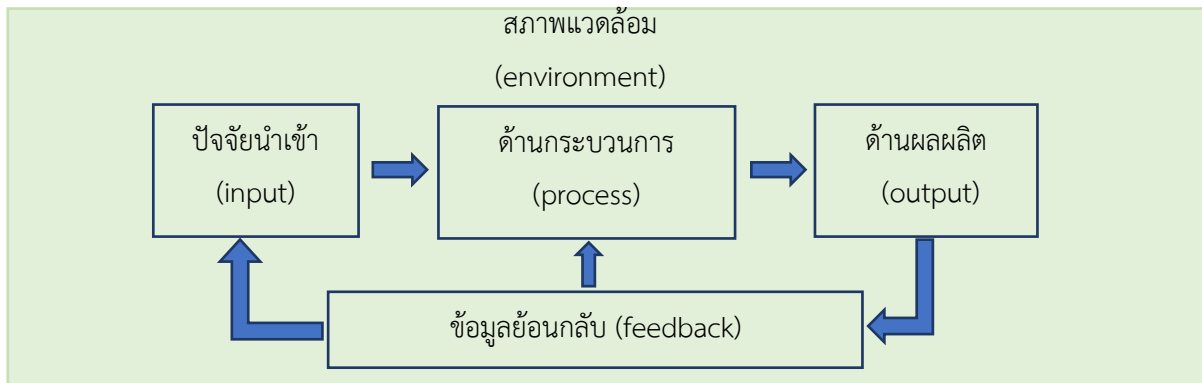 สภาพแวดล้อม
(environment)
ปัจจัยนำเข้า
(input)
ด้านกระบวนการ
(process)
ด้านผลผลิต
(output)
ข้อมูลย้อนกลับ (feedback)